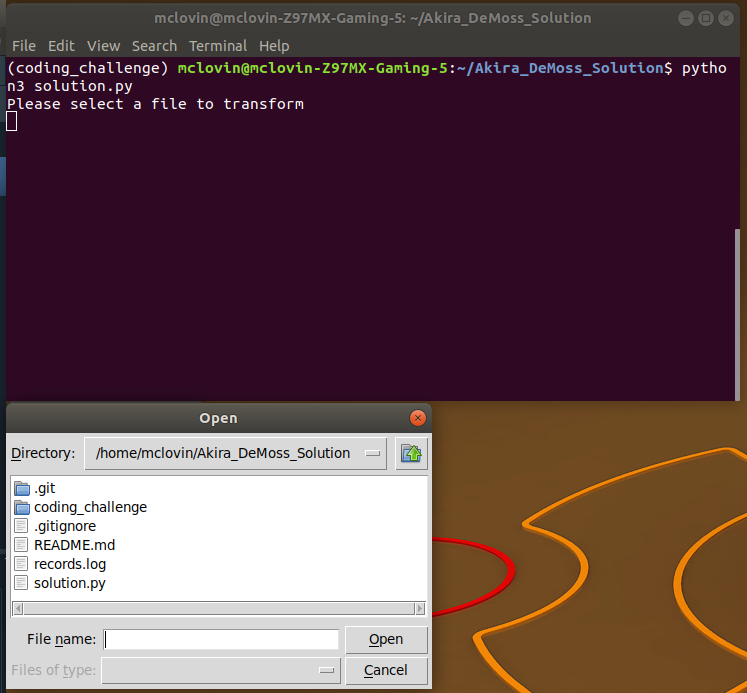 mclovin@mclovin-Z97MX-Gaming-5: ~/Akira_DeMoss_Solution
File Edit View Search Terminal Help
(coding_challenge) mclovin@mclovin-Z97MX-Gaming-5:~/Akira_DeMoss_Solution$ pytho
n3 solution.py
Please select a file to transform
Open
Directory: /home/mclovin/Akira_DeMoss_Solution
.git
coding_challenge
.gitignore
README.md
records.log
solution.py
File name: Open
Files of type: Cancel